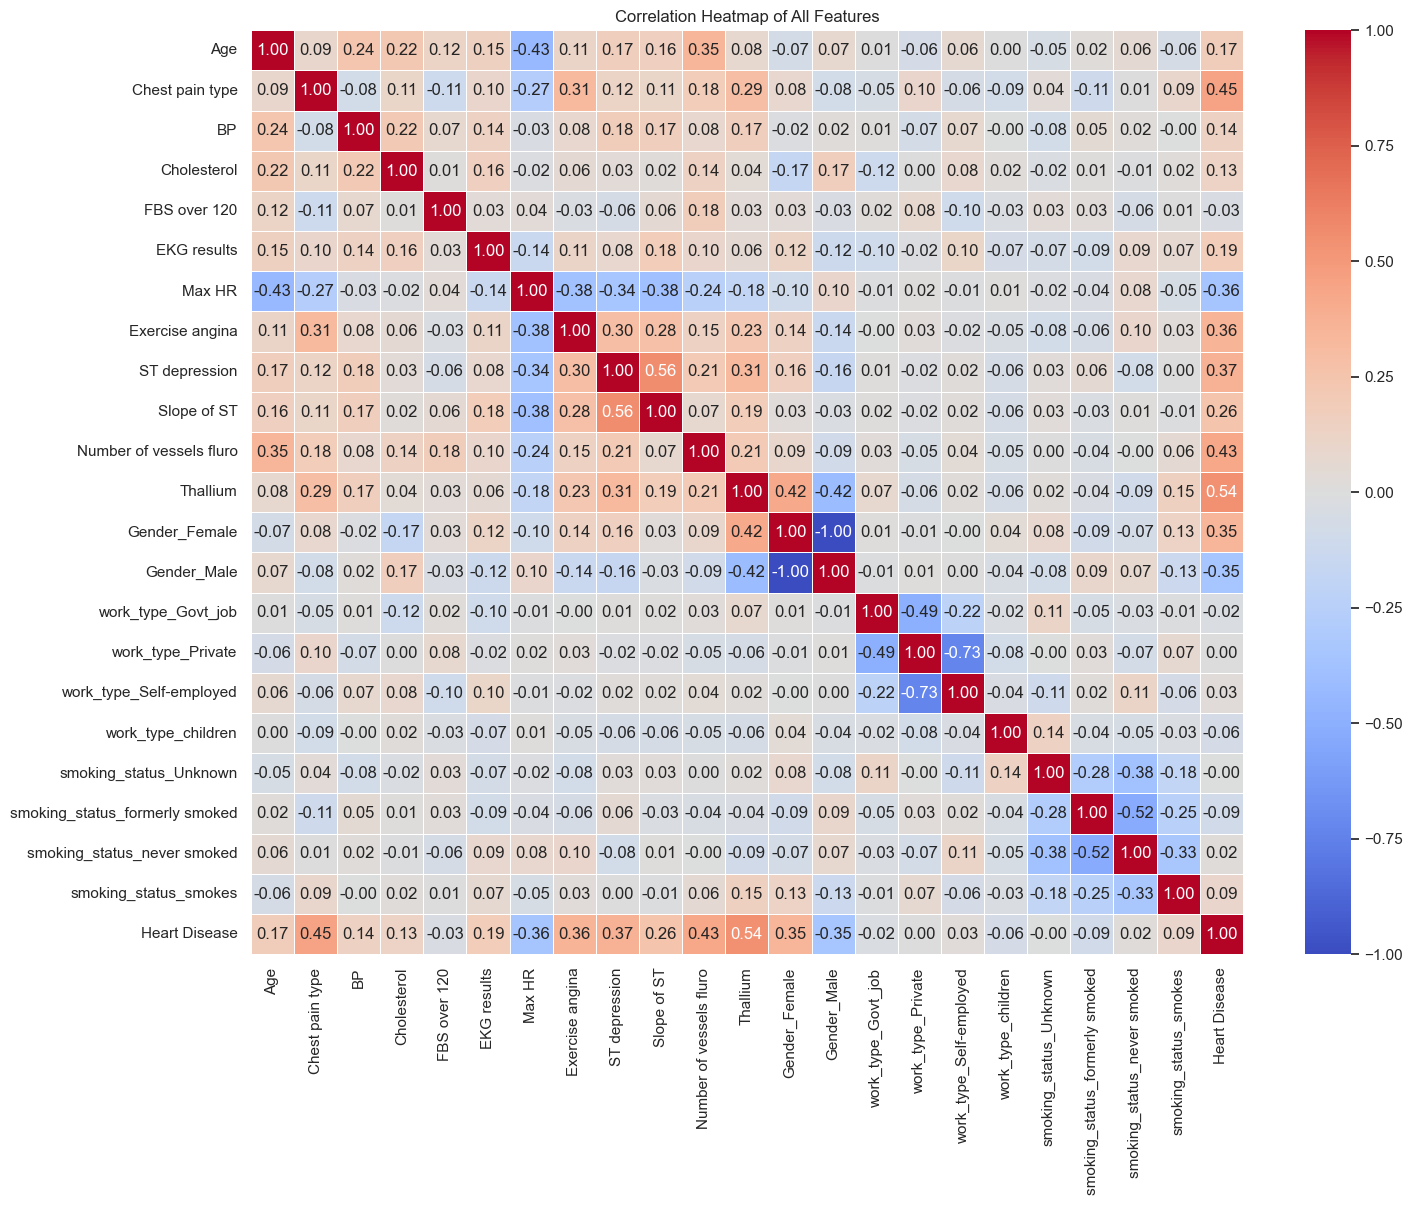 Correlation Heatmap of All Features
Age 1.00 0.09 0.24 0.22 0.12 0.15 -0.43 0.11 0.17 0.16 0.35 0.08 -0.07 0.07 0.01 -0.06 0.06 0.00 -0.05 0.02 0.06 -0.06 0.17
Chest pain type 0.09 1.00 -0.08 0.11 -0.11 0.10 -0.27 0.31 0.12 0.11 0.18 0.29 0.08 -0.08 -0.05 0.10 -0.06 -0.09 0.04 -0.11 0.01 0.09 0.45
BP 0.24 -0.08 1.00 0.22 0.07 0.14 -0.03 0.08 0.18 0.17 0.08 0.17 -0.02 0.02 0.01 -0.07 0.07 -0.00 -0.08 0.05 0.02 -0.00 0.14
Cholesterol 0.22 0.11 0.22 1.00 0.01 0.16 -0.02 0.06 0.03 0.02 0.14 0.04 -0.17 0.17 -0.12 0.00 0.08 0.02 -0.02 0.01 -0.01 0.02 0.13
FBS over 120 0.12 -0.11 0.07 0.01 1.00 0.03 0.04 -0.03 -0.06 0.06 0.18 0.03 0.03 -0.03 0.02 0.08 -0.10 -0.03 0.03 0.03 -0.06 0.01 -0.03
EKG results 0.15 0.10 0.14 0.16 0.03 1.00 -0.14 0.11 0.08 0.18 0.10 0.06 0.12 -0.12 -0.10 -0.02 0.10 -0.07 -0.07 -0.09 0.09 0.07 0.19
Max HR -0.43 -0.27 -0.03 -0.02 0.04 -0.14 1.00 -0.38 -0.34 -0.38 -0.24 -0.18 -0.10 0.10 -0.01 0.02 -0.01 0.01 -0.02 -0.04 0.08 -0.05 -0.36
Exercise angina 0.11 0.31 0.08 0.06 -0.03 0.11 -0.38 1.00 0.30 0.28 0.15 0.23 0.14 -0.14 -0.00 0.03 -0.02 -0.05 -0.08 -0.06 0.10 0.03 0.36
ST depression 0.17 0.12 0.18 0.03 -0.06 0.08 -0.34 0.30 1.00 0.56 0.21 0.31 0.16 -0.16 0.01 -0.02 0.02 -0.06 0.03 0.06 -0.08 0.00 0.37
Slope of ST 0.16 0.11 0.17 0.02 0.06 0.18 -0.38 0.28 0.56 1.00 0.07 0.19 0.03 -0.03 0.02 -0.02 0.02 -0.06 0.03 -0.03 0.01 -0.01 0.26
Number of vessels fluro 0.35 0.18 0.08 0.14 0.18 0.10 -0.24 0.15 0.21 0.07 1.00 0.21 0.09 -0.09 0.03 -0.05 0.04 -0.05 0.00 -0.04 -0.00 0.06 0.43
Thallium 0.08 0.29 0.17 0.04 0.03 0.06 -0.18 0.23 0.31 0.19 0.21 1.00 0.42 -0.42 0.07 -0.06 0.02 -0.06 0.02 -0.04 -0.09 0.15 0.54
Gender_Female -0.07 0.08 -0.02 -0.17 0.03 0.12 -0.10 0.14 0.16 0.03 0.09 0.42 1.00 -1.00 0.01 -0.01 -0.00 0.04 0.08 -0.09 -0.07 0.13 0.35
Gender_Male 0.07 -0.08 0.02 0.17 -0.03 -0.12 0.10 -0.14 -0.16 -0.03 -0.09 -0.42 -1.00 1.00 -0.01 0.01 0.00 -0.04 -0.08 0.09 0.07 -0.13 -0.35
work_type_Govt_job 0.01 -0.05 0.01 -0.12 0.02 -0.10 -0.01 -0.00 0.01 0.02 0.03 0.07 0.01 -0.01 1.00 -0.49 -0.22 -0.02 0.11 -0.05 -0.03 -0.01 -0.02
work_type_Private -0.06 0.10 -0.07 0.00 0.08 -0.02 0.02 0.03 -0.02 -0.02 -0.05 -0.06 -0.01 0.01 -0.49 1.00 -0.73 -0.08 -0.00 0.03 -0.07 0.07 0.00
work_type_Self-employed 0.06 -0.06 0.07 0.08 -0.10 0.10 -0.01 -0.02 0.02 0.02 0.04 0.02 -0.00 0.00 -0.22 -0.73 1.00 -0.04 -0.11 0.02 0.11 -0.06 0.03
work_type_children 0.00 -0.09 -0.00 0.02 -0.03 -0.07 0.01 -0.05 -0.06 -0.06 -0.05 -0.06 0.04 -0.04 -0.02 -0.08 -0.04 1.00 0.14 -0.04 -0.05 -0.03 -0.06
smoking_status_Unknown -0.05 0.04 -0.08 -0.02 0.03 -0.07 -0.02 -0.08 0.03 0.03 0.00 0.02 0.08 -0.08 0.11 -0.00 -0.11 0.14 1.00 -0.28 -0.38 -0.18 -0.00
smoking_status_formerly smoked 0.02 -0.11 0.05 0.01 0.03 -0.09 -0.04 -0.06 0.06 -0.03 -0.04 -0.04 -0.09 0.09 -0.05 0.03 0.02 -0.04 -0.28 1.00 -0.52 -0.25 -0.09
smoking_status_never smoked 0.06 0.01 0.02 -0.01 -0.06 0.09 0.08 0.10 -0.08 0.01 -0.00 -0.09 -0.07 0.07 -0.03 -0.07 0.11 -0.05 -0.38 -0.52 1.00 -0.33 0.02
smoking_status_smokes -0.06 0.09 -0.00 0.02 0.01 0.07 -0.05 0.03 0.00 -0.01 0.06 0.15 0.13 -0.13 -0.01 0.07 -0.06 -0.03 -0.18 -0.25 -0.33 1.00 0.09
Heart Disease 0.17 0.45 0.14 0.13 -0.03 0.19 -0.36 0.36 0.37 0.26 0.43 0.54 0.35 -0.35 -0.02 0.00 0.03 -0.06 -0.00 -0.09 0.02 0.09 1.00
Age
Chest pain type
BP
Cholesterol
FBS over 120
EKG results
Max HR
Exercise angina
ST depression
Slope of ST
Number of vessels fluro
Thallium
Gender_Female
Gender_Male
work_type_Govt_job
work_type_Private
work_type_Self-employed
work_type_children
smoking_status_Unknown
smoking_status_formerly smoked
smoking_status_never smoked
smoking_status_smokes
Heart Disease
1.00
0.75
0.50
0.25
0.00
−0.25
−0.50
−0.75
−1.00